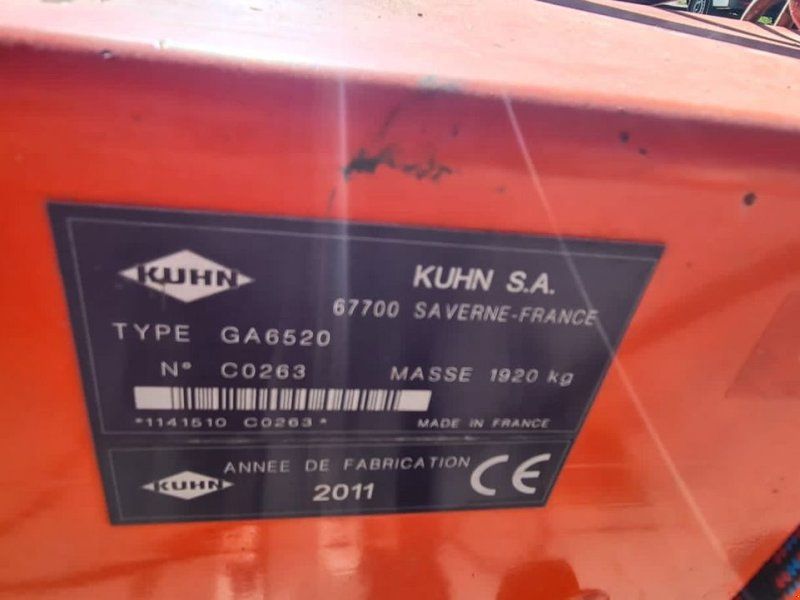 KUHN
KUHN S.A.
67700 SAVERNE-FRANCE
TYPE GA6520
N° C0263 MASSE 1920 kg
*1141510 C0263*
MADE IN FRANCE
KUHN
ANNEE DE FABRICATION
2011
CE